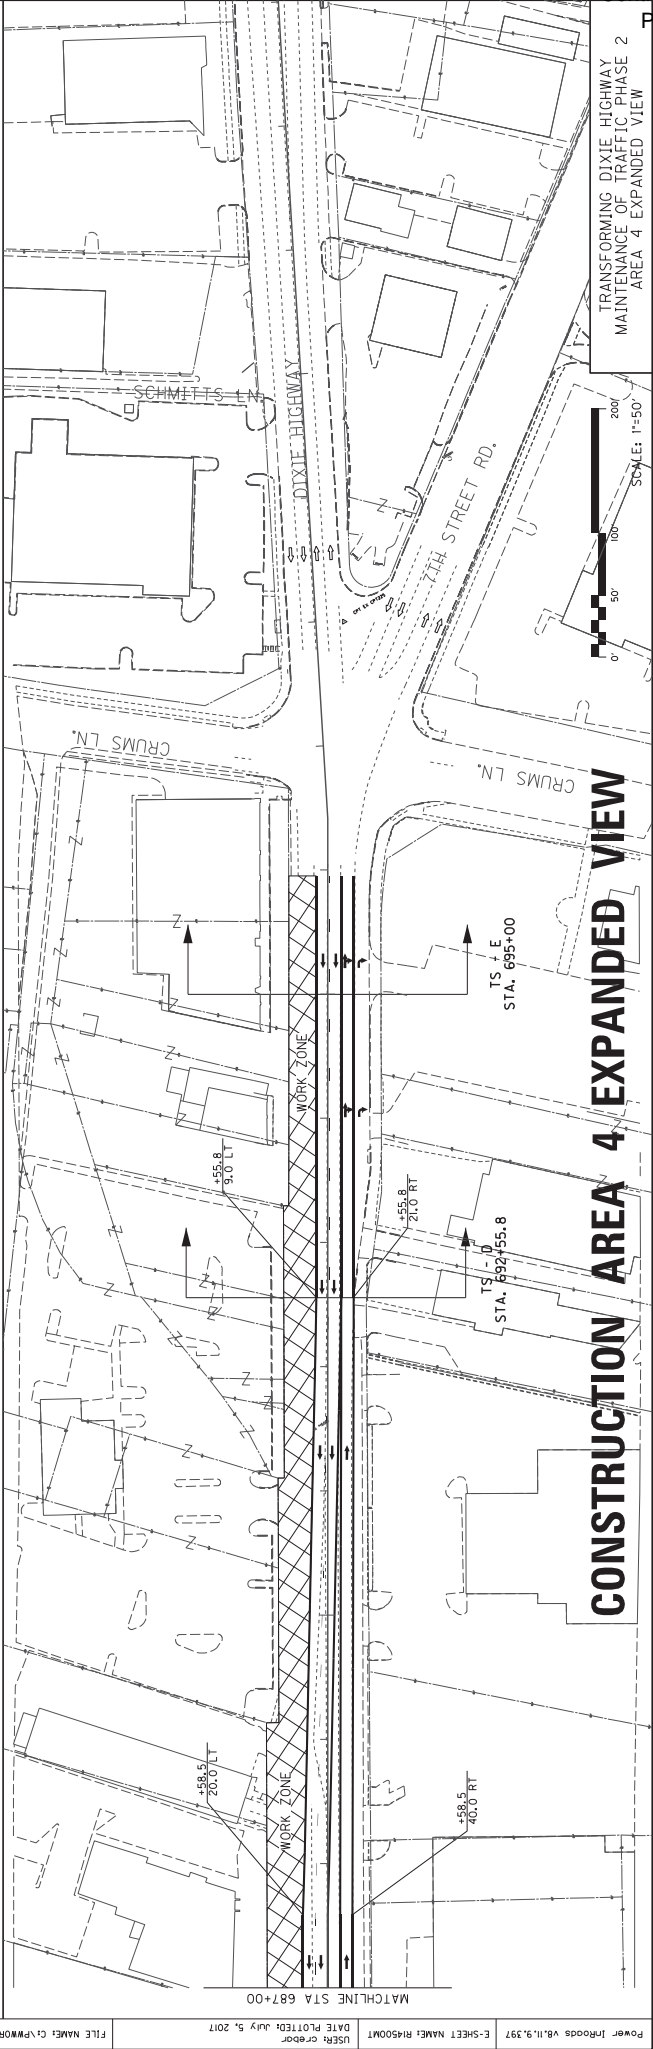 TRANSFORMING DIXIE HIGHWAY
MAINTENANCE OF TRAFFIC PHASE 2
AREA 4 EXPANDED VIEW
P
SCHMITTS LN.
DIXIE HIGHWAY
7TH STREET RD.
0'
50'
100'
200'
SCALE: 1"=50'
CRUMS LN.
CRUMS LN.
CONSTRUCTION AREA 4 EXPANDED VIEW
TS - E
STA. 695+00
WORK ZONE
+55.8
9.0 LT
+55.8
21.0 RT
TS - D
STA. 692+55.8
WORK ZONE
+58.5
20.0 LT
+58.5
40.0 RT
MATCHLINE STA 687+00
Power InRoads v8.11.9.397
E-SHEET NAME: R14500MT
USER: crebar
DATE PLOTTED: July 5, 2017
FILE NAME: C:\PWWOR